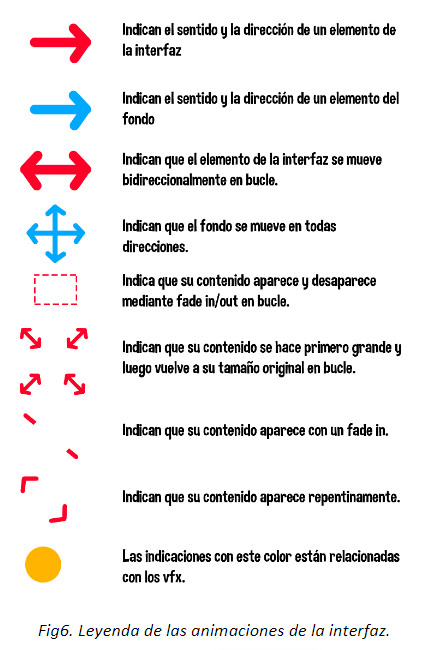 Indican el sentido y la dirección de un elemento de
la interfaz
Indican el sentido y la dirección de un elemento del
fondo
Indican que el elemento de la interfaz se mueve
bidireccionalmente en bucle.
Indican que el fondo se mueve en todas
direcciones.
Indica que su contenido aparece y desaparece
mediante fade in/out en bucle.
Indican que su contenido se hace primero grande y
luego vuelve a su tamaño original en bucle.
Indican que su contenido aparece con un fade in.
Indican que su contenido aparece repentinamente.
Las indicaciones con este color están relacionadas
con los vfx.
Fig6. Leyenda de las animaciones de la interfaz.